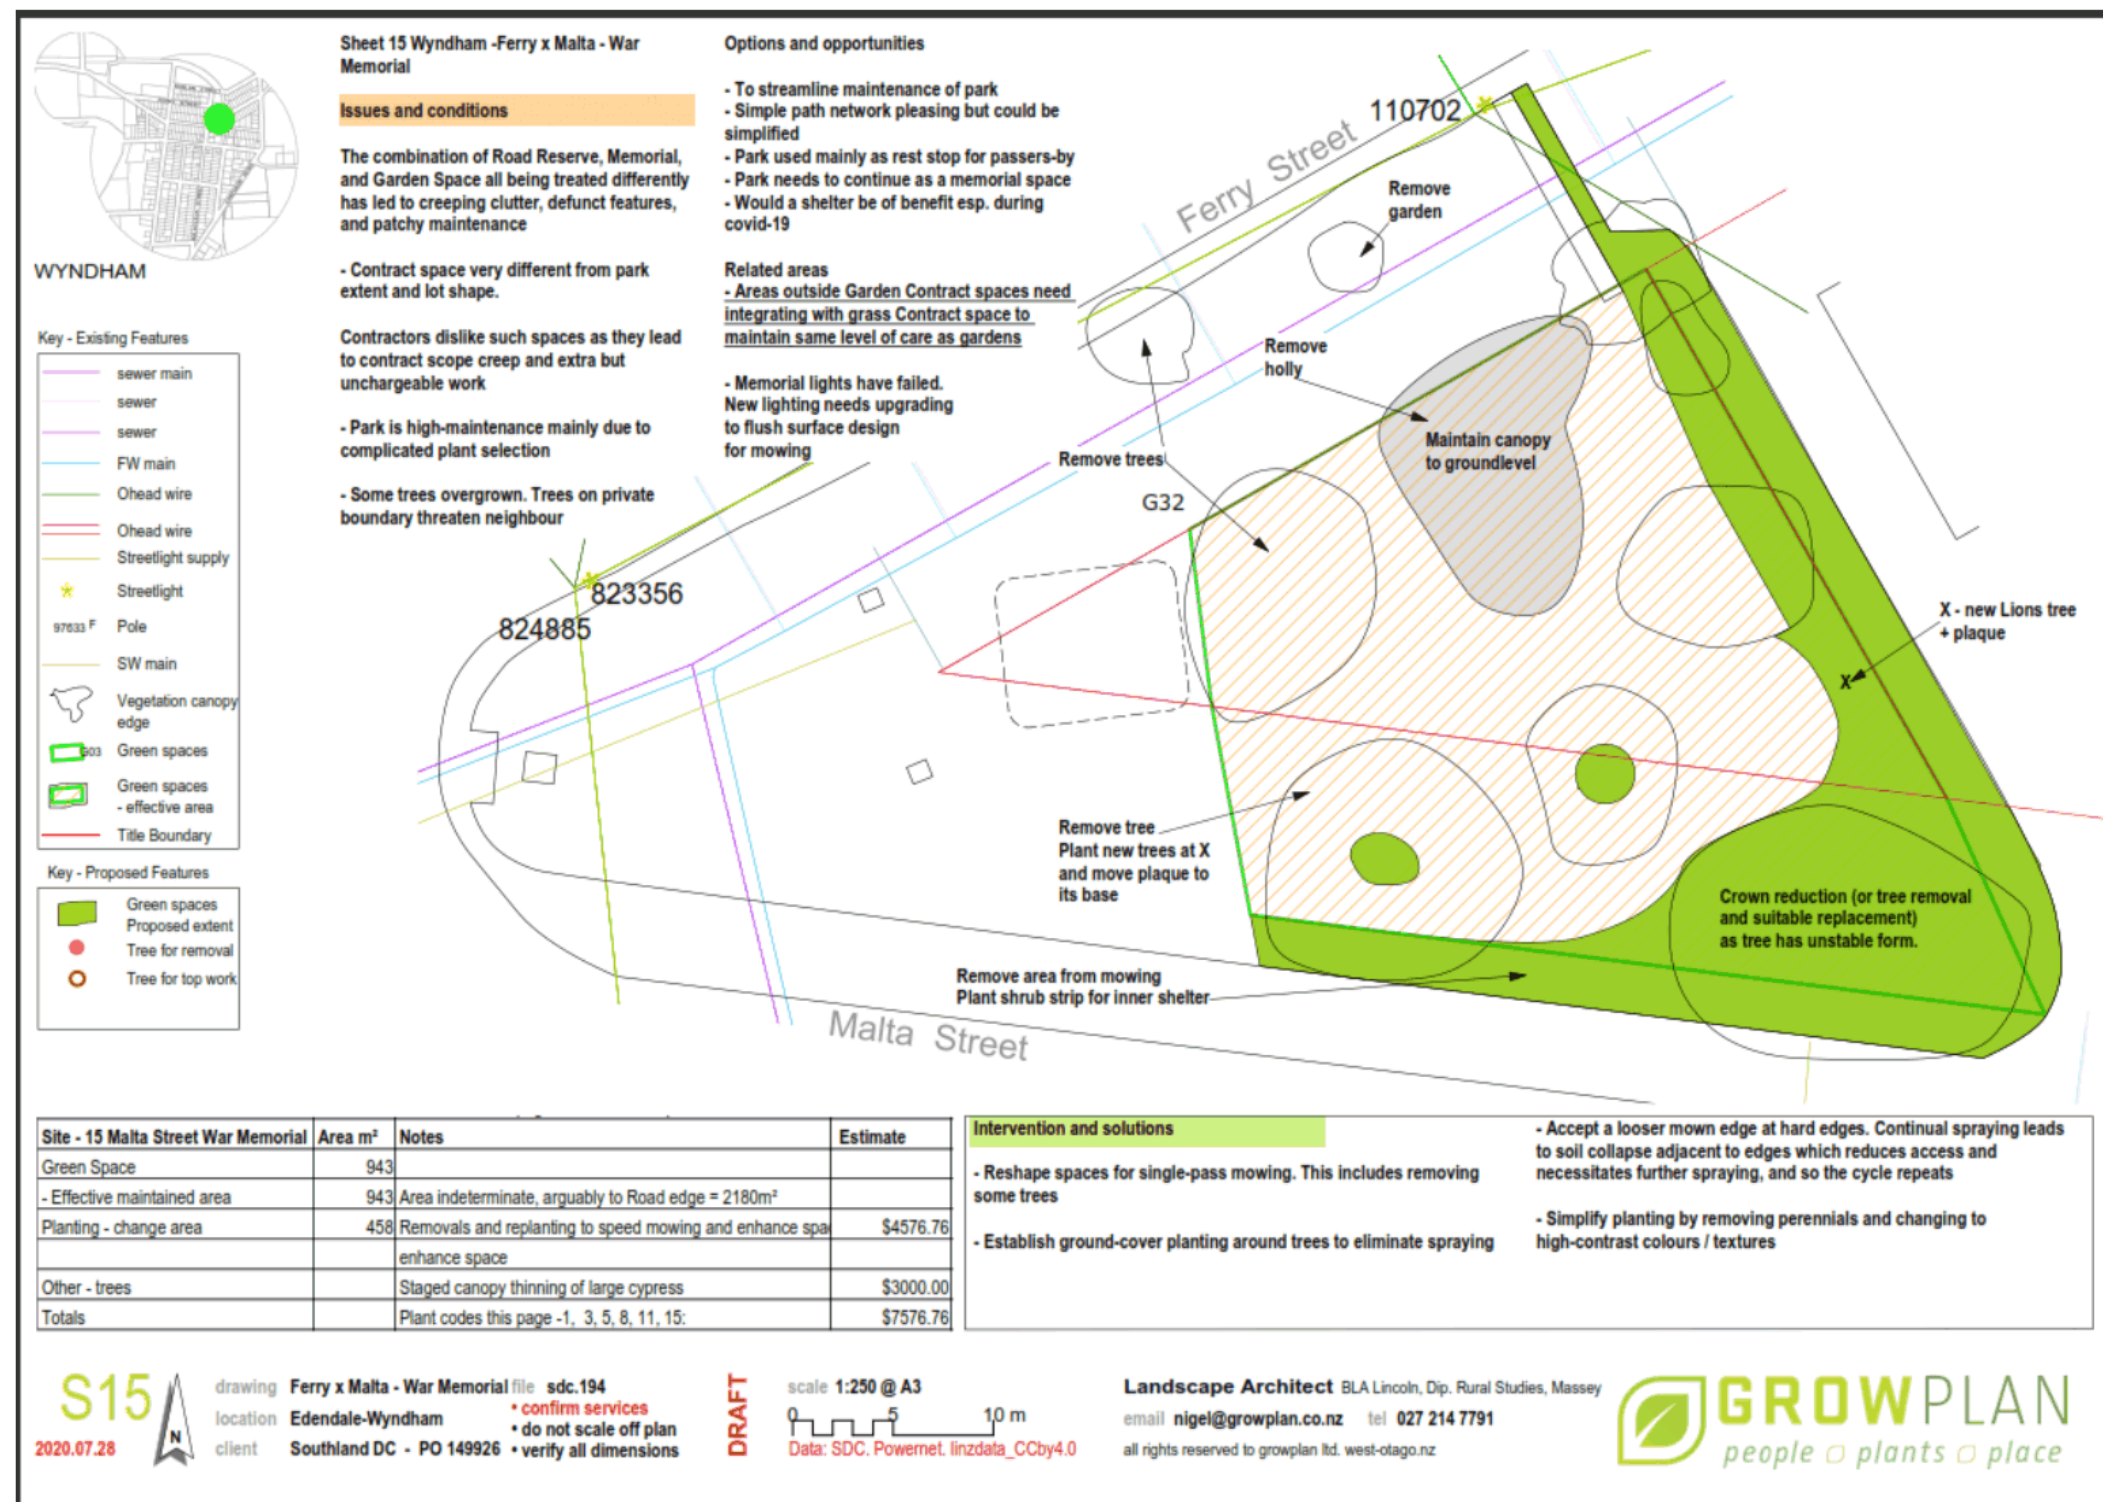 Sheet 15 Wyndham -Ferry x Malta - War
Memorial
Issues and conditions
The combination of Road Reserve, Memorial,
and Garden Space all being treated differently
has led to creeping clutter, defunct features,
and patchy maintenance
- Contract space very different from park
extent and lot shape.
Contractors dislike such spaces as they lead
to contract scope creep and extra but
unchargeable work
- Park is high-maintenance mainly due to
complicated plant selection
- Some trees overgrown. Trees on private
boundary threaten neighbour
Options and opportunities
- To streamline maintenance of park
- Simple path network pleasing but could be
simplified
- Park used mainly as rest stop for passers-by
- Park needs to continue as a memorial space
- Would a shelter be of benefit esp. during
covid-19
Related areas
- Areas outside Garden Contract spaces need
integrating with grass Contract space to
maintain same level of care as gardens
- Memorial lights have failed.
New lighting needs upgrading
to flush surface design
for mowing
WYNDHAM
Key - Existing Features
sewer main
sewer
sewer
FW main
Ohead wire
Ohead wire
Streetlight supply
Streetlight
97633 F Pole
SW main
Vegetation canopy
edge
G03 Green spaces
Green spaces
- effective area
Title Boundary
Key - Proposed Features
Green spaces
Proposed extent
Tree for removal
Tree for top work
110702
Ferry Street
Remove
garden
Remove
holly
Maintain canopy
to groundlevel
Remove trees
G32
823356
824885
X - new Lions tree
+ plaque
X
Remove tree
Plant new trees at X
and move plaque to
its base
Crown reduction (or tree removal
and suitable replacement)
as tree has unstable form.
Remove area from mowing
Plant shrub strip for inner shelter
Malta Street
Site - 15 Malta Street War Memorial Area m² Notes Estimate
Green Space 943
- Effective maintained area 943 Area indeterminate, arguably to Road edge = 2180m²
Planting - change area 458 Removals and replanting to speed mowing and enhance spa $4576.76
enhance space
Other - trees Staged canopy thinning of large cypress $3000.00
Totals Plant codes this page -1, 3, 5, 8, 11, 15: $7576.76
Intervention and solutions
- Reshape spaces for single-pass mowing. This includes removing
some trees
- Establish ground-cover planting around trees to eliminate spraying
- Accept a looser mown edge at hard edges. Continual spraying leads
to soil collapse adjacent to edges which reduces access and
necessitates further spraying, and so the cycle repeats
- Simplify planting by removing perennials and changing to
high-contrast colours / textures
S15
2020.07.28
N
drawing Ferry x Malta - War Memorial file sdc.194
location Edendale-Wyndham
client Southland DC - PO 149926
• confirm services
• do not scale off plan
• verify all dimensions
DRAFT
scale 1:250 @ A3
0 5 10 m
Data: SDC. Powernet. linzdata_CCby4.0
Landscape Architect BLA Lincoln, Dip. Rural Studies, Massey
email nigel@growplan.co.nz tel 027 214 7791
all rights reserved to growplan ltd. west-otago.nz
GROWPLAN
people plants place